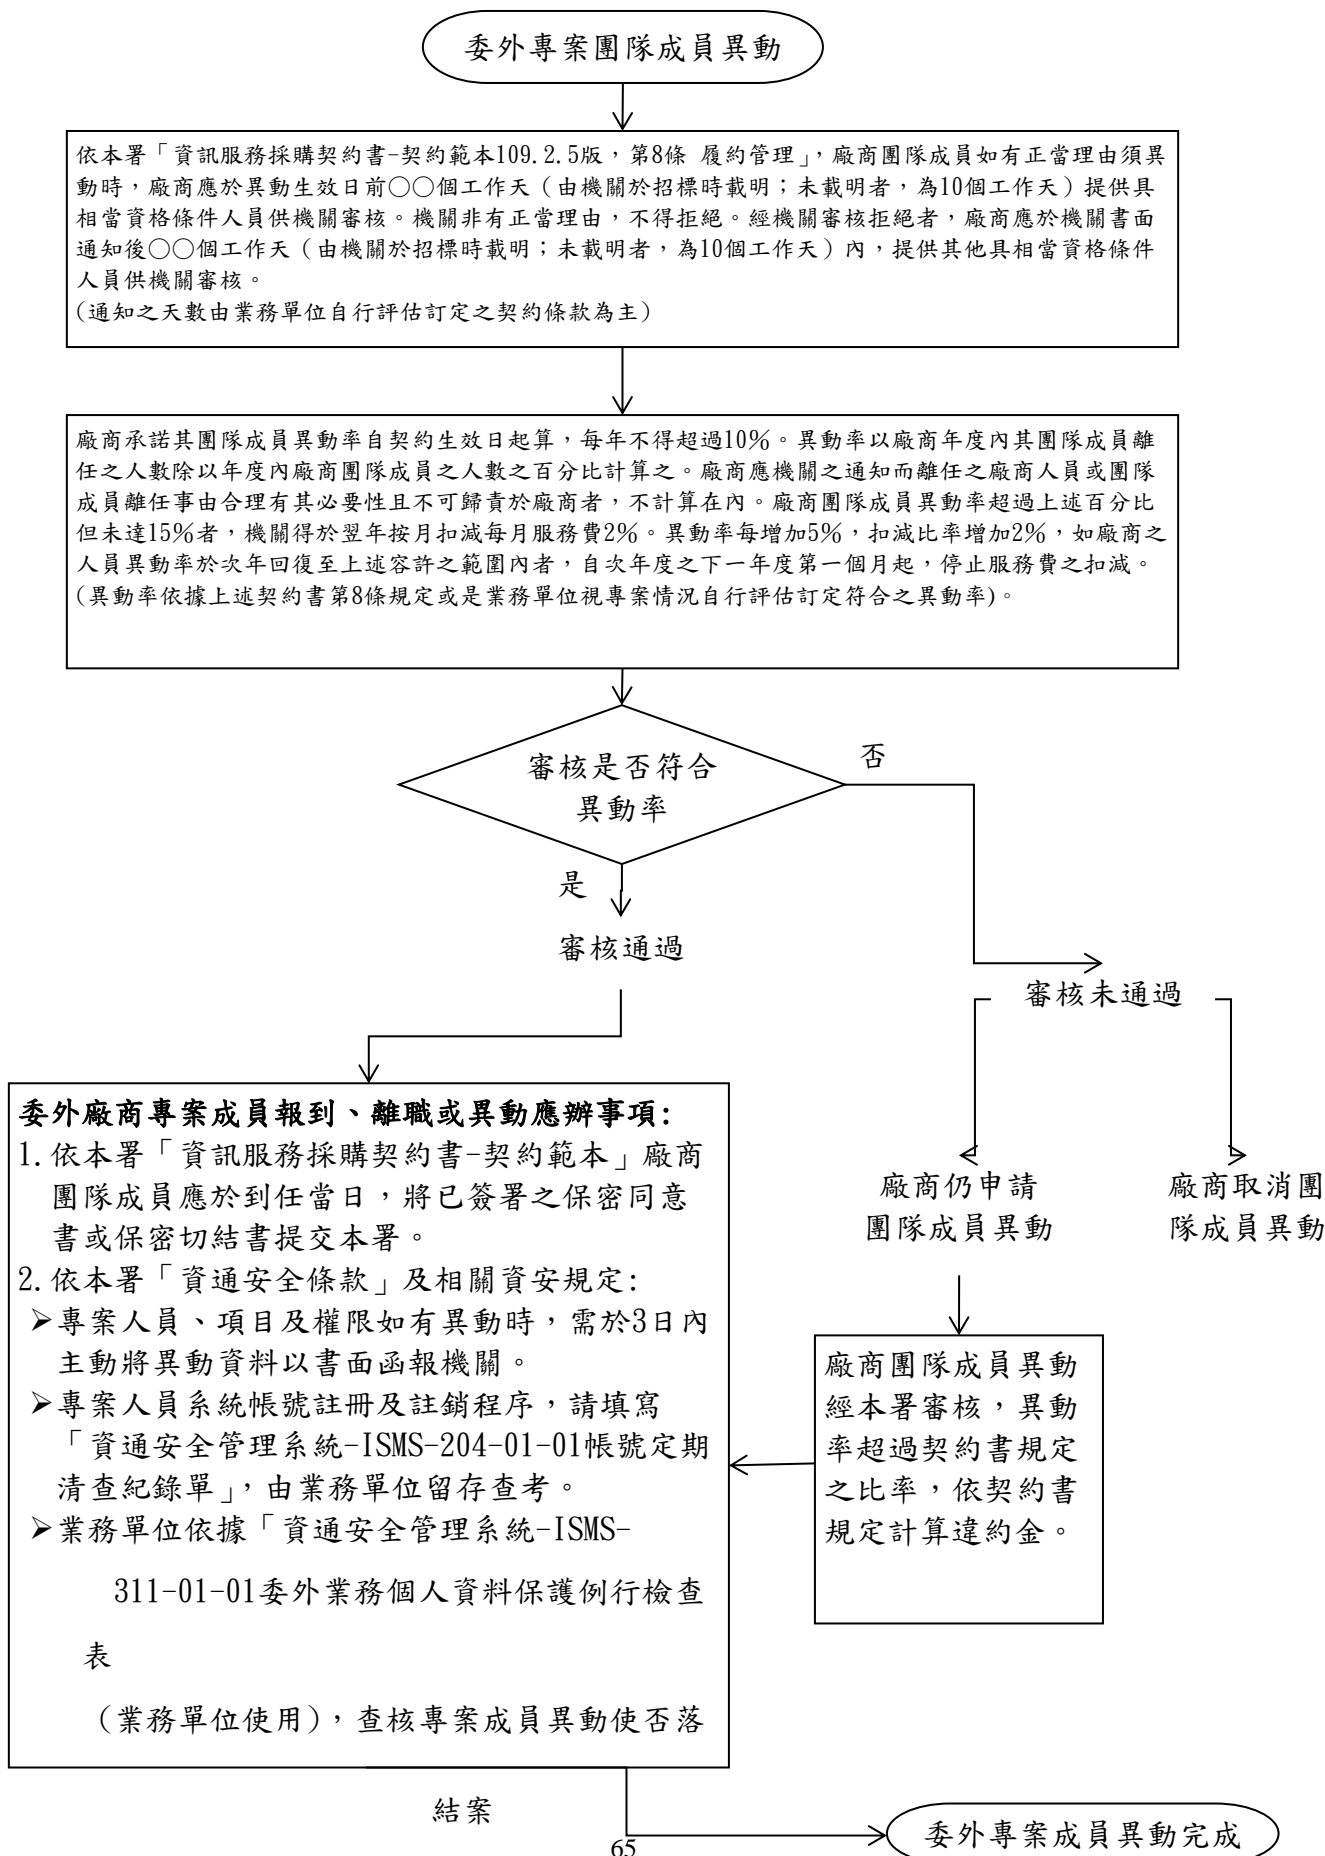 委外專案團隊成員異動
依本署「資訊服務採購契約書-契約範本109.2.5版，第8條 履約管理」，廠商團隊成員如有正當理由須異
動時，廠商應於異動生效日前○○個工作天（由機關於招標時載明；未載明者，為10個工作天）提供具
相當資格條件人員供機關審核。機關非有正當理由，不得拒絕。經機關審核拒絕者，廠商應於機關書面
通知後○○個工作天（由機關於招標時載明；未載明者，為10個工作天）內，提供其他具相當資格條件
人員供機關審核。
(通知之天數由業務單位自行評估訂定之契約條款為主)
廠商承諾其團隊成員異動率自契約生效日起算，每年不得超過10%。異動率以廠商年度內其團隊成員離
任之人數除以年度內廠商團隊成員之人數之百分比計算之。廠商應機關之通知而離任之廠商人員或團隊
成員離任事由合理有其必要性且不可歸責於廠商者，不計算在內。廠商團隊成員異動率超過上述百分比
但未達15%者，機關得於翌年按月扣減每月服務費2%。異動率每增加5%，扣減比率增加2%，如廠商之
人員異動率於次年回復至上述容許之範圍內者，自次年度之下一年度第一個月起，停止服務費之扣減。
(異動率依據上述契約書第8條規定或是業務單位視專案情況自行評估訂定符合之異動率)。
審核是否符合
異動率
否
是
審核通過
審核未通過
委外廠商專案成員報到、離職或異動應辦事項:
1.依本署「資訊服務採購契約書-契約範本」廠商
團隊成員應於到任當日，將已簽署之保密同意
書或保密切結書提交本署。
2.依本署「資通安全條款」及相關資安規定:
➢專案人員、項目及權限如有異動時，需於3日內
主動將異動資料以書面函報機關。
➢專案人員系統帳號註冊及註銷程序，請填寫
「資通安全管理系統-ISMS-204-01-01帳號定期
清查紀錄單」，由業務單位留存查考。
➢業務單位依據「資通安全管理系統-ISMS-
311-01-01委外業務個人資料保護例行檢查
表
(業務單位使用)，查核專案成員異動使否落
廠商仍申請
團隊成員異動
廠商取消團
隊成員異動
廠商團隊成員異動
經本署審核，異動
率超過契約書規定
之比率，依契約書
規定計算違約金。
結案
委外專案成員異動完成
65